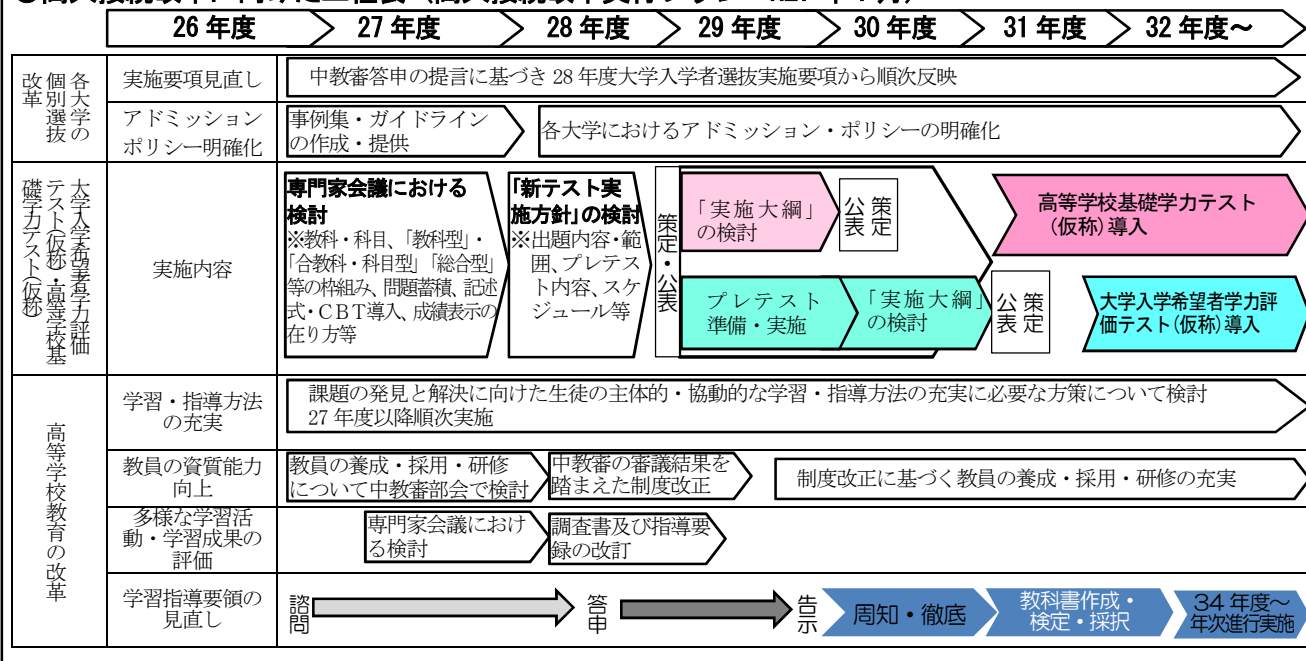 26 年度
27 年度
28 年度
29 年度
30 年度
31 年度
32 年度～
各大学の
個別選抜
改革
実施要項見直し
中教審答申の提言に基づき 28 年度大学入学者選抜実施要項から順次反映
アドミッション
ポリシー明確化
事例集・ガイドライン
の作成・提供
各大学におけるアドミッション・ポリシーの明確化
大学入学希望者学力評価
テスト(仮称)・高等学校基
礎学力テスト(仮称)
実施内容
専門家会議における
検討
※教科・科目、「教科型」・
「合教科・科目型」「総合型」
等の枠組み、問題蓄積、記述
式・ＣＢＴ導入、成績表示の
在り方等
「新テスト実
施方針」の検討
※出題内容・範
囲、プレテス
ト内容、スケ
ジュール等
策定・公表
「実施大綱」
の検討
策定
公表
高等学校基礎学力テスト
(仮称)導入
プレテスト
準備・実施
「実施大綱」
の検討
策定
公表
大学入学希望者学力評
価テスト(仮称)導入
高等学校教育の改革
学習・指導方法
の充実
課題の発見と解決に向けた生徒の主体的・協動的な学習・指導方法の充実に必要な方策について検討
27 年度以降順次実施
教員の資質能力
向上
教員の養成・採用・研修
について中教審部会で検討
中教審の審議結果を
踏まえた制度改正
制度改正に基づく教員の養成・採用・研修の充実
多様な学習活
動・学習成果の
評価
専門家会議におけ
る検討
調査書及び指導要
録の改訂
学習指導要領の
見直し
諮問
答申
告示
周知・徹底
教科書作成・
検定・採択
34 年度～
年次進行実施